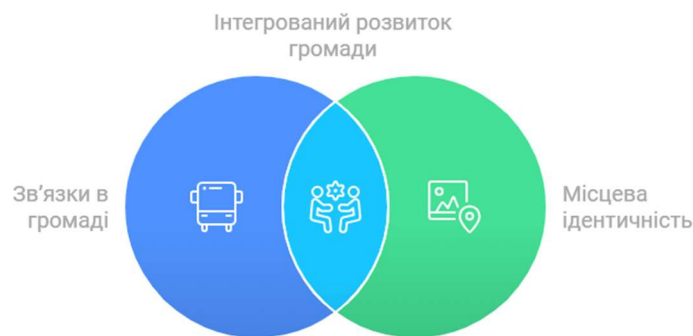 Інтегрований розвиток
громади
Зв'язки в
громаді
Місцева
ідентичність